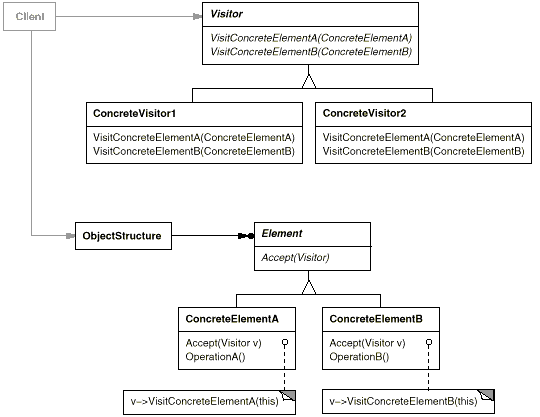 Client
Visitor
VisitConcreteElementA(ConcreteElementA)
VisitConcreteElementB(ConcreteElementB)
ConcreteVisitor1
VisitConcreteElementA(ConcreteElementA)
VisitConcreteElementB(ConcreteElementB)
ConcreteVisitor2
VisitConcreteElementA(ConcreteElementA)
VisitConcreteElementB(ConcreteElementB)
ObjectStructure
Element
Accept(Visitor)
ConcreteElementA
Accept(Visitor v)
OperationA()
ConcreteElementB
Accept(Visitor v)
OperationB()
v->VisitConcreteElementA(this)
v->VisitConcreteElementB(this)